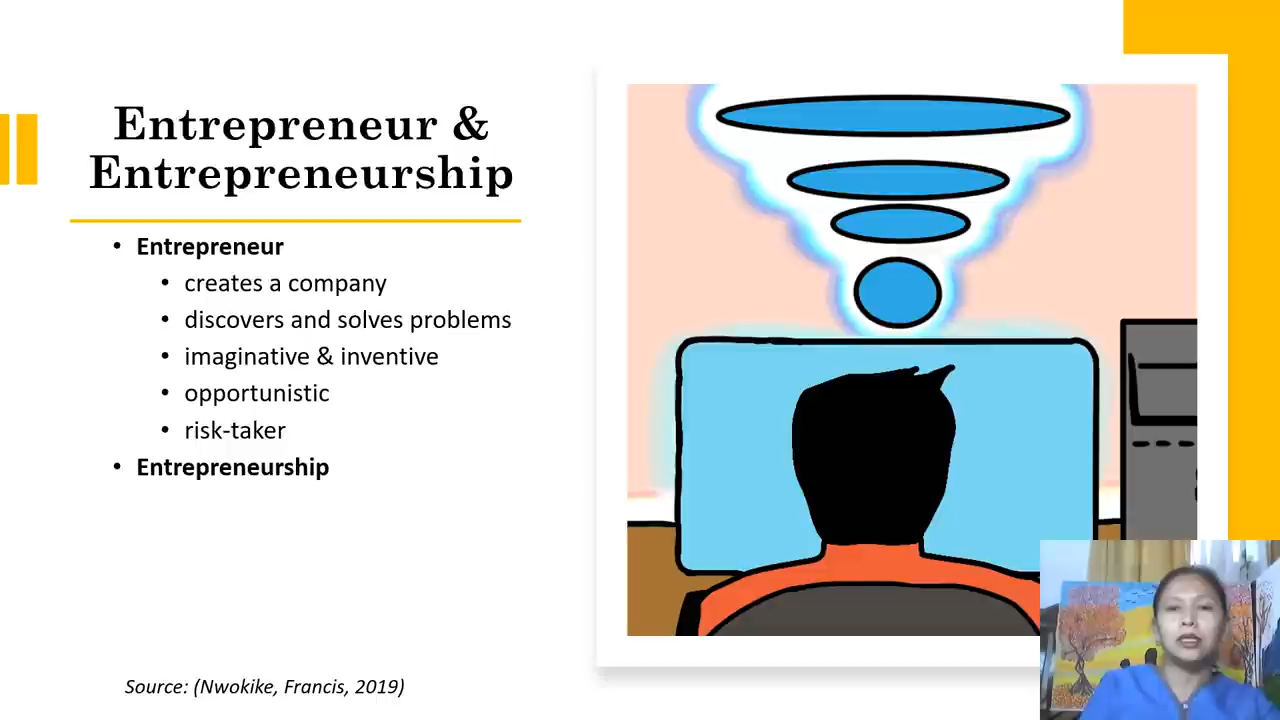 Entrepreneur &
Entrepreneurship
• Entrepreneur
• creates a company
• discovers and solves problems
• imaginative & inventive
• opportunistic
• risk-taker
• Entrepreneurship
Source: (Nwokike, Francis, 2019)